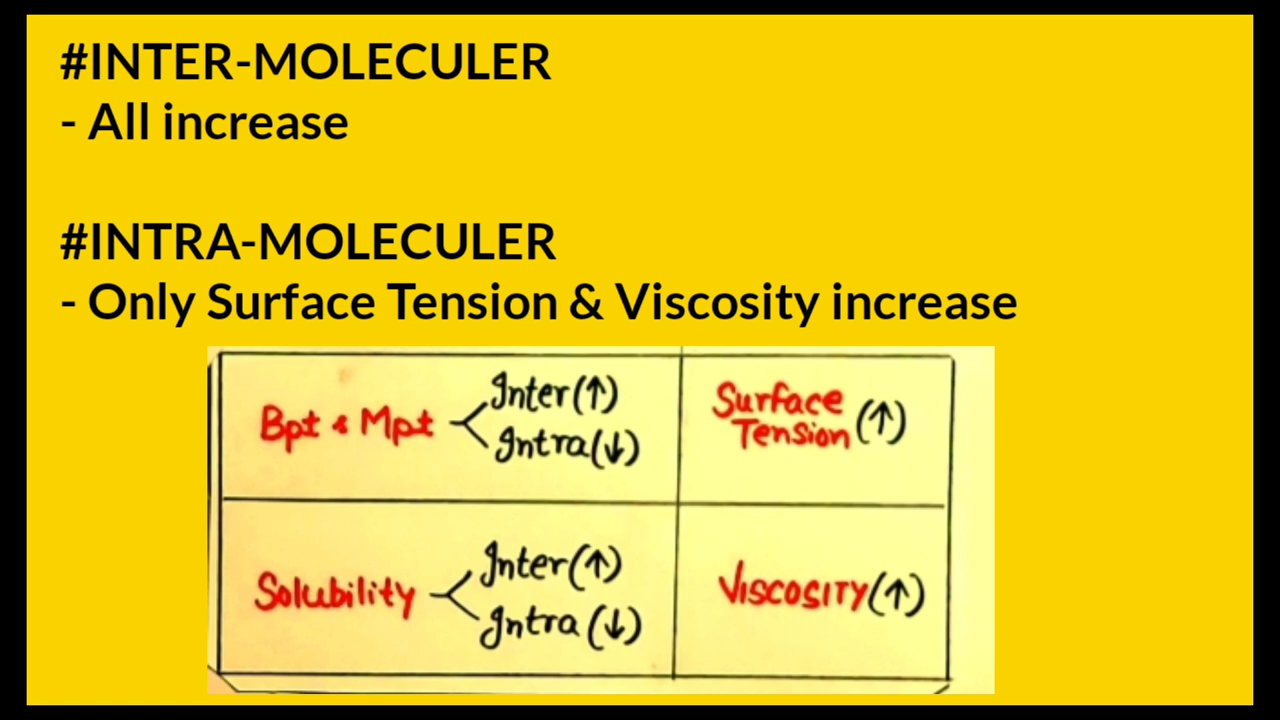 #INTER-MOLECULER
- All increase
#INTRA-MOLECULER
- Only Surface Tension & Viscosity increase
Bpt & Mpt
Inter(↑)
Intra(↓)
Surface
Tension (↑)
Solubility
Inter(↑)
Intra(↓)
VISCOSITY(↑)